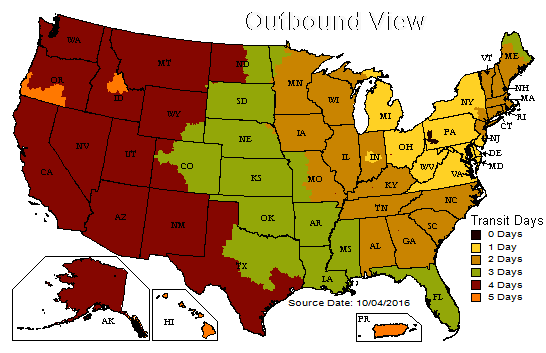 Outbound View
WA
OR
ID
MT
ND
MN
WI
MI
NY
VT
ME
NH
MA
RI
CT
NJ
DE
MD
PA
OH
IN
IL
IA
SD
WY
NE
NV
UT
CO
CA
KS
MO
KY
WV
VA
NC
TN
SC
AZ
NM
OK
AR
MS
AL
GA
TX
LA
FL
AK
HI
PR
Transit Days
0 Days
1 Day
2 Days
3 Days
4 Days
5 Days
Source Date: 10/04/2016